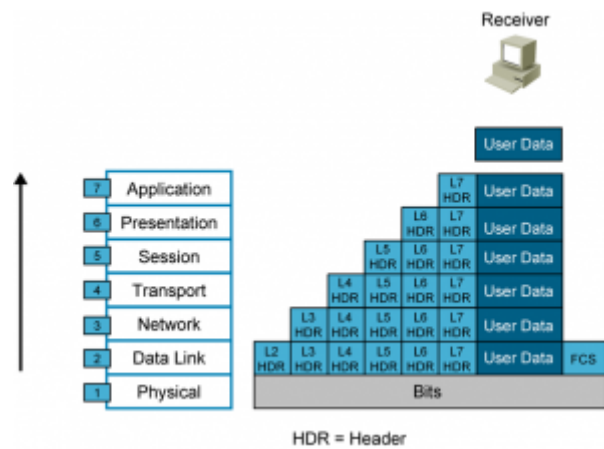 Receiver
User Data
7 Application L7 HDR User Data
6 Presentation L6 HDR L7 HDR User Data
5 Session L5 HDR L6 HDR L7 HDR User Data
4 Transport L4 HDR L5 HDR L6 HDR L7 HDR User Data
3 Network L3 HDR L4 HDR L5 HDR L6 HDR L7 HDR User Data
2 Data Link L2 HDR L3 HDR L4 HDR L5 HDR L6 HDR L7 HDR User Data FCS
1 Physical Bits
HDR = Header